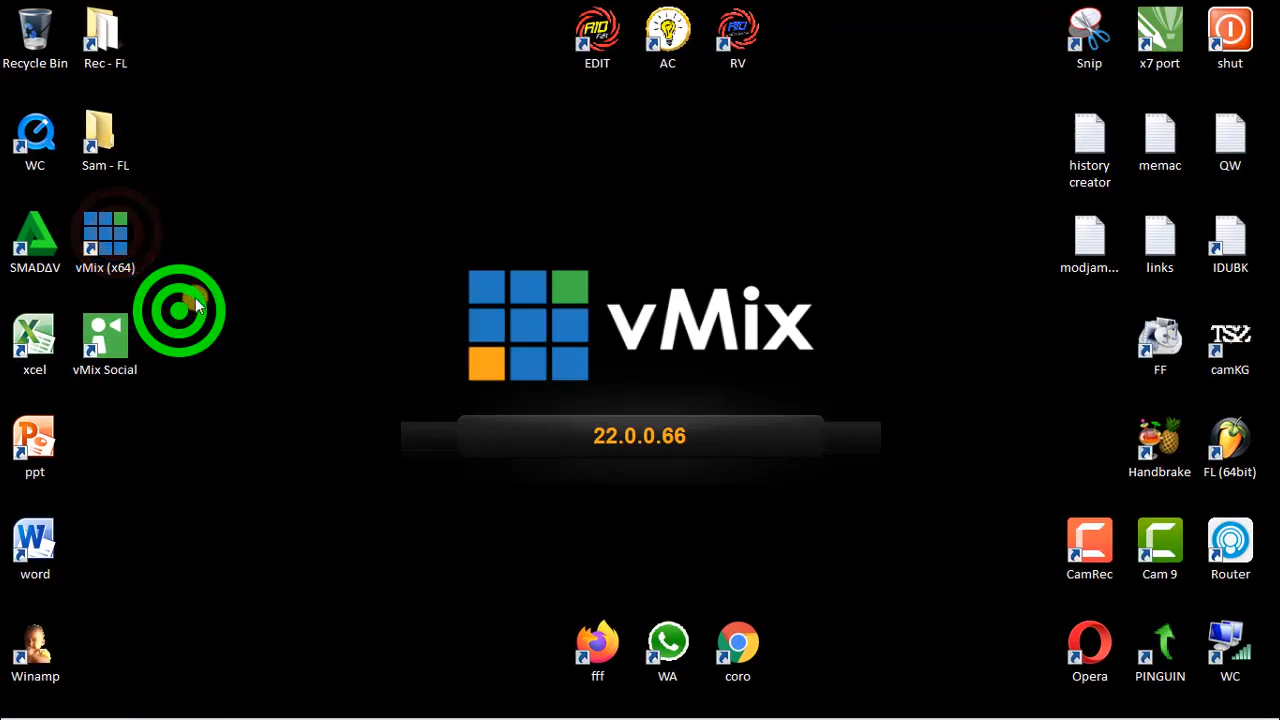 Recycle Bin
Rec - FL
EDIT
AC
RV
Snip
x7 port
shut
WC
Sam - FL
history
creator
memac
QW
SMADAV
vMix (x64)
modjam...
links
IDUBK
vMix
xcel
vMix Social
FF
TSZ
camKG
22.0.0.66
ppt
Handbrake
FL (64bit)
word
CamRec
Cam 9
Router
Winamp
fff
WA
coro
Opera
PINGUIN
WC